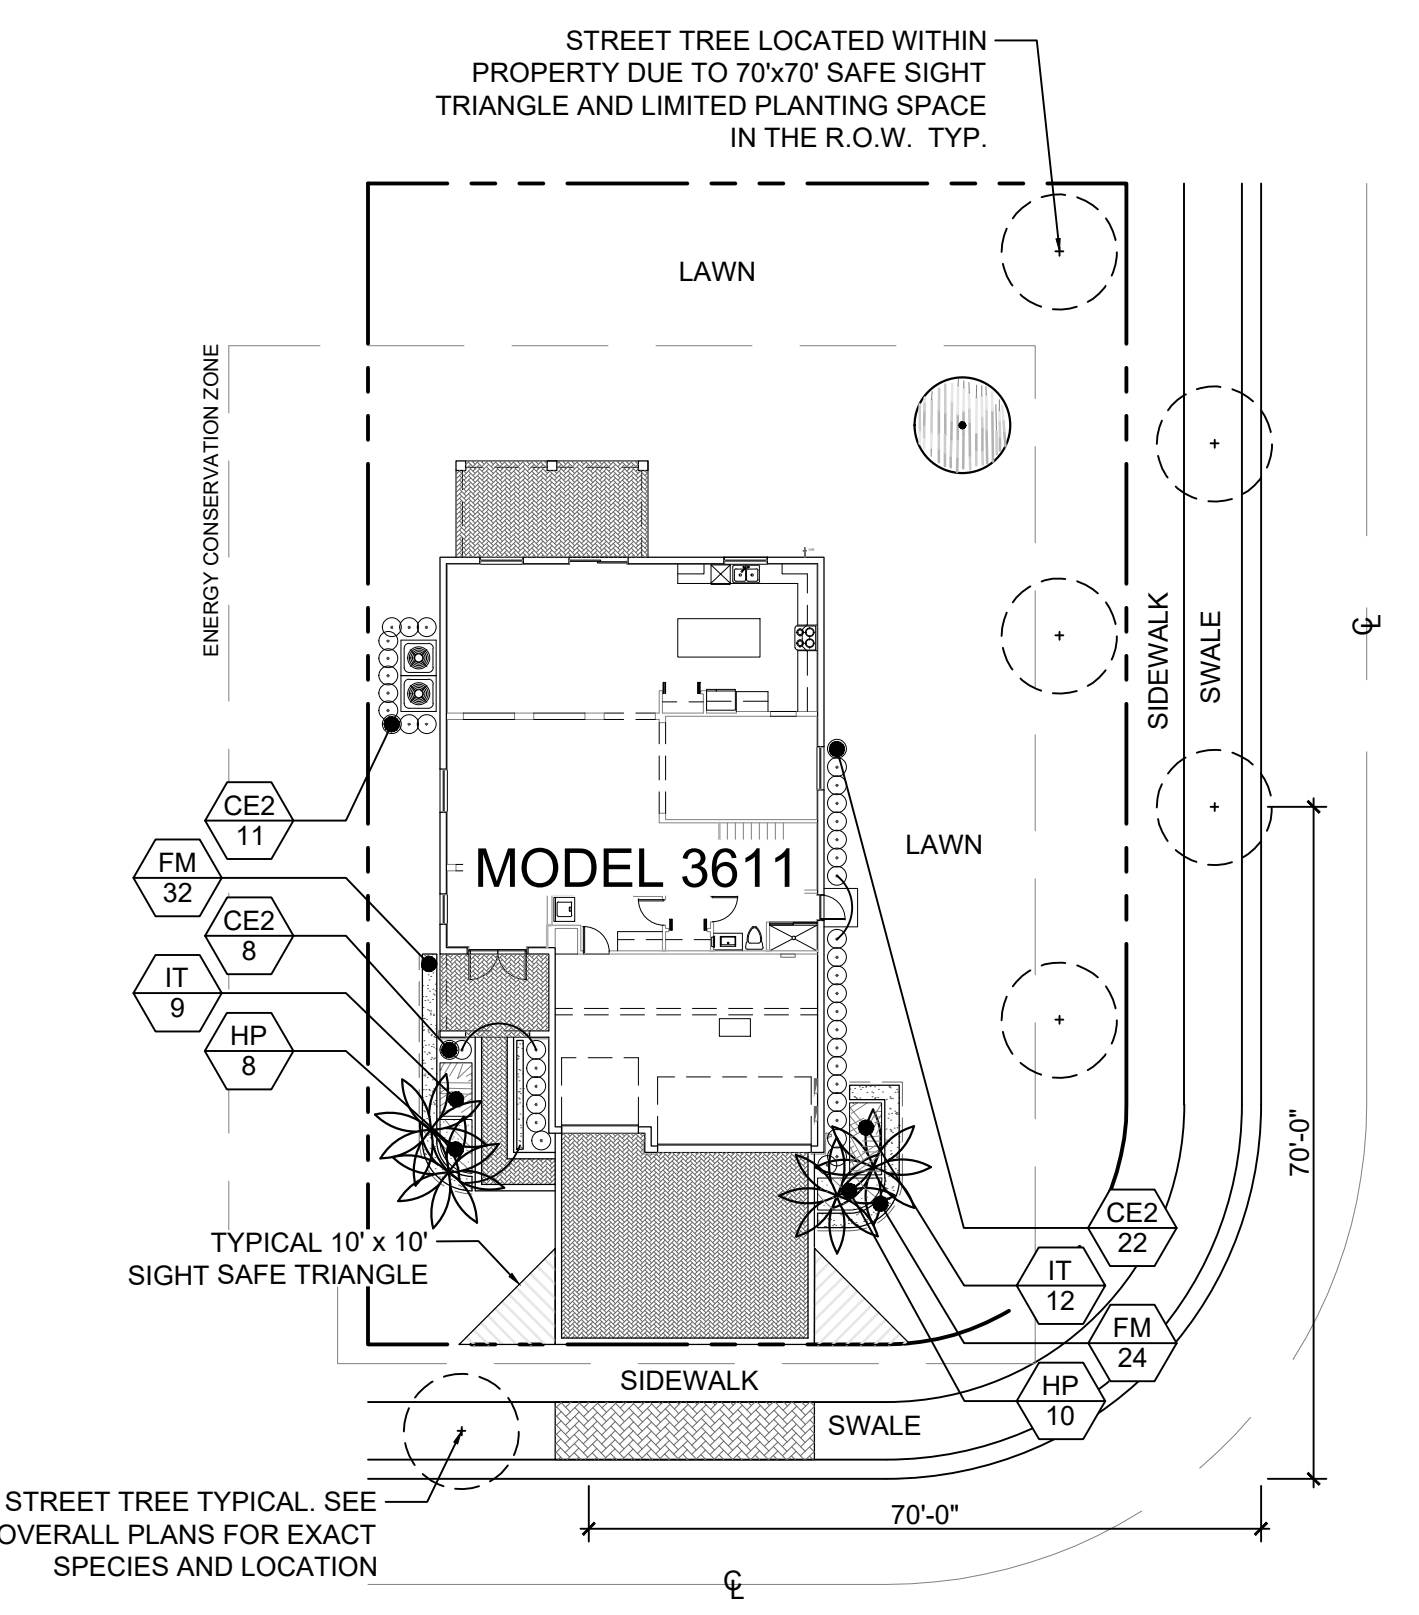 STREET TREE LOCATED WITHIN
PROPERTY DUE TO 70'x70' SAFE SIGHT
TRIANGLE AND LIMITED PLANTING SPACE
IN THE R.O.W. TYP.
LAWN
ENERGY CONSERVATION ZONE
SIDEWALK
SWALE
℄
CE2
11
FM
32
CE2
8
IT
9
HP
8
MODEL 3611
LAWN
70'-0"
TYPICAL 10' x 10'
SIGHT SAFE TRIANGLE
CE2
22
IT
12
FM
24
HP
10
SIDEWALK
SWALE
STREET TREE TYPICAL. SEE
OVERALL PLANS FOR EXACT
SPECIES AND LOCATION
70'-0"
℄